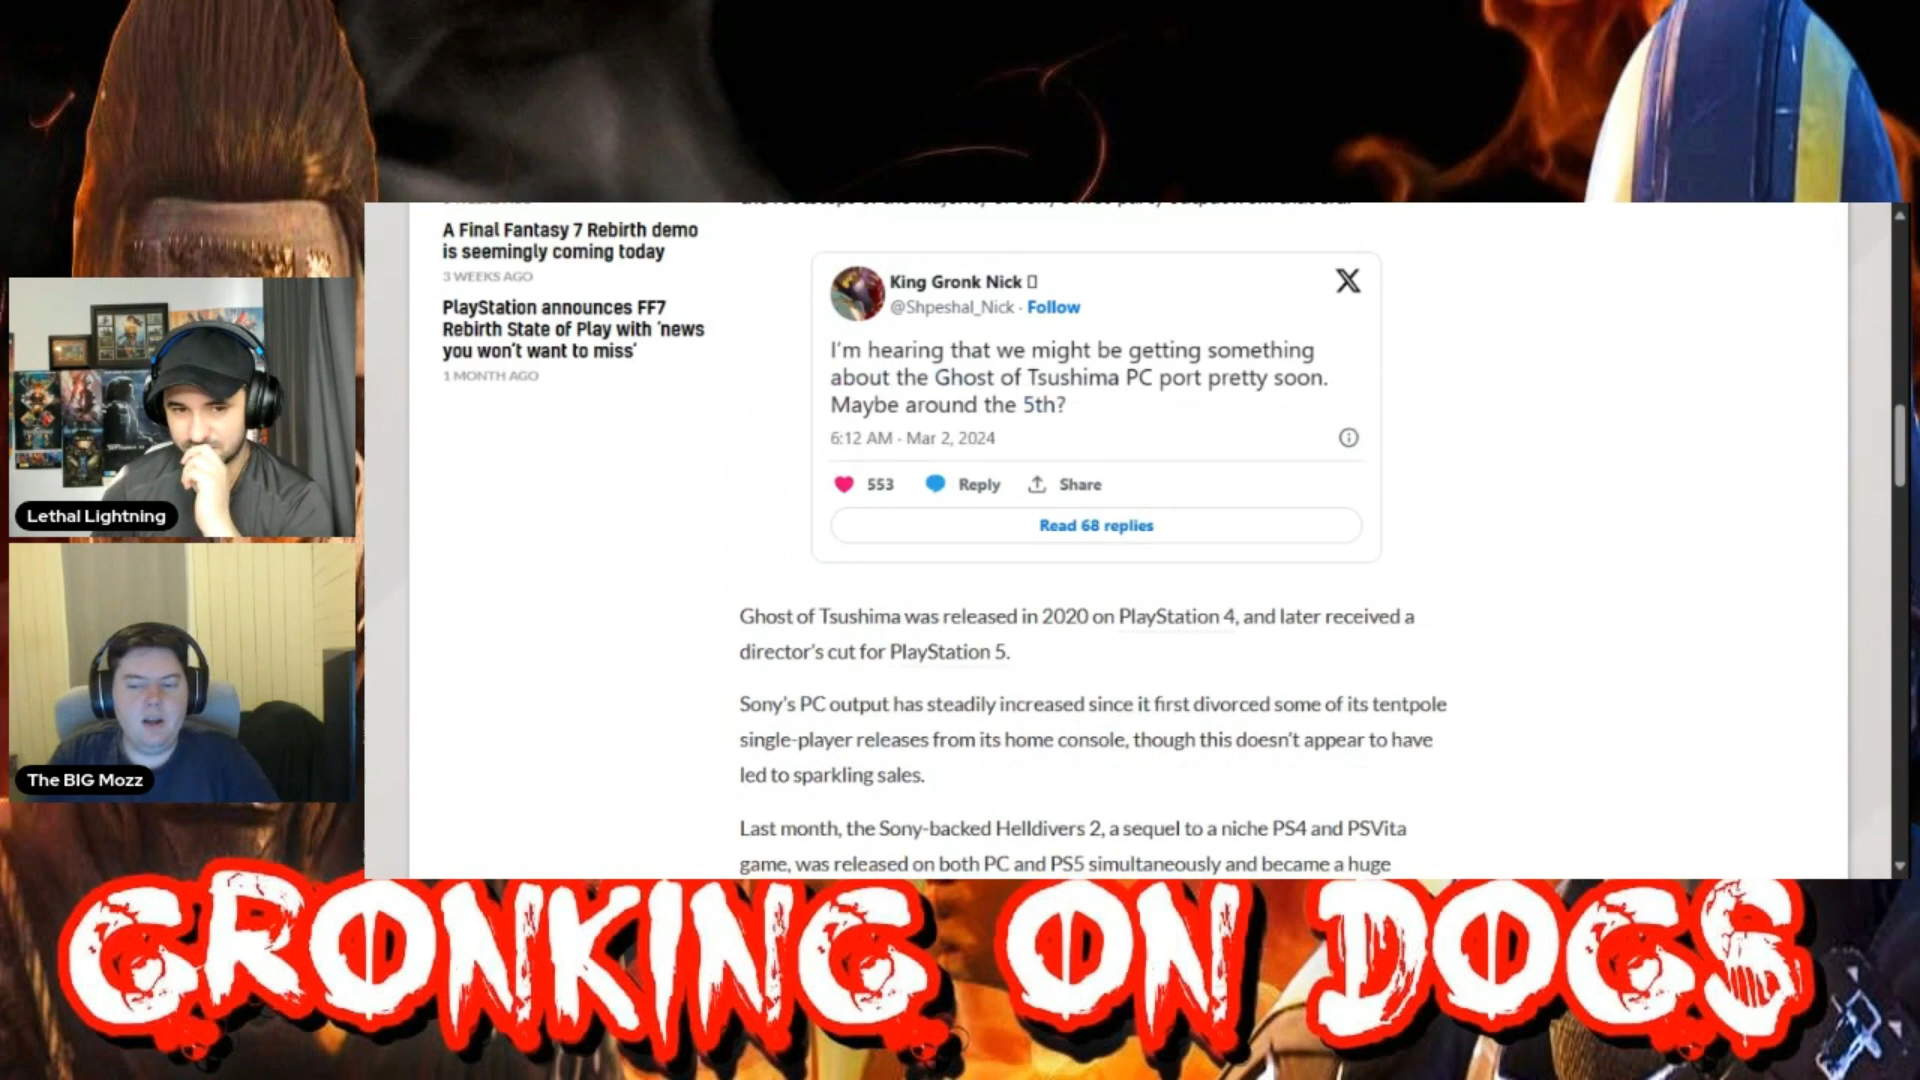 A Final Fantasy 7 Rebirth demo
is seemingly coming today
3 WEEKS AGO
PlayStation announces FF7
Rebirth State of Play with 'news
you won't want to miss'
1 MONTH AGO
King Gronk Nick
@Shpeshal_Nick · Follow
I'm hearing that we might be getting something
about the Ghost of Tsushima PC port pretty soon.
Maybe around the 5th?
6:12 AM · Mar 2, 2024
553 Reply Share
Read 68 replies
Ghost of Tsushima was released in 2020 on PlayStation 4, and later received a
director's cut for PlayStation 5.
Sony's PC output has steadily increased since it first divorced some of its tentpole
single-player releases from its home console, though this doesn't appear to have
led to sparkling sales.
Last month, the Sony-backed Helldivers 2, a sequel to a niche PS4 and PSVita
game, was released on both PC and PS5 simultaneously and became a huge
Lethal Lightning
The BIG Mozz
GRONKING ON DOGS